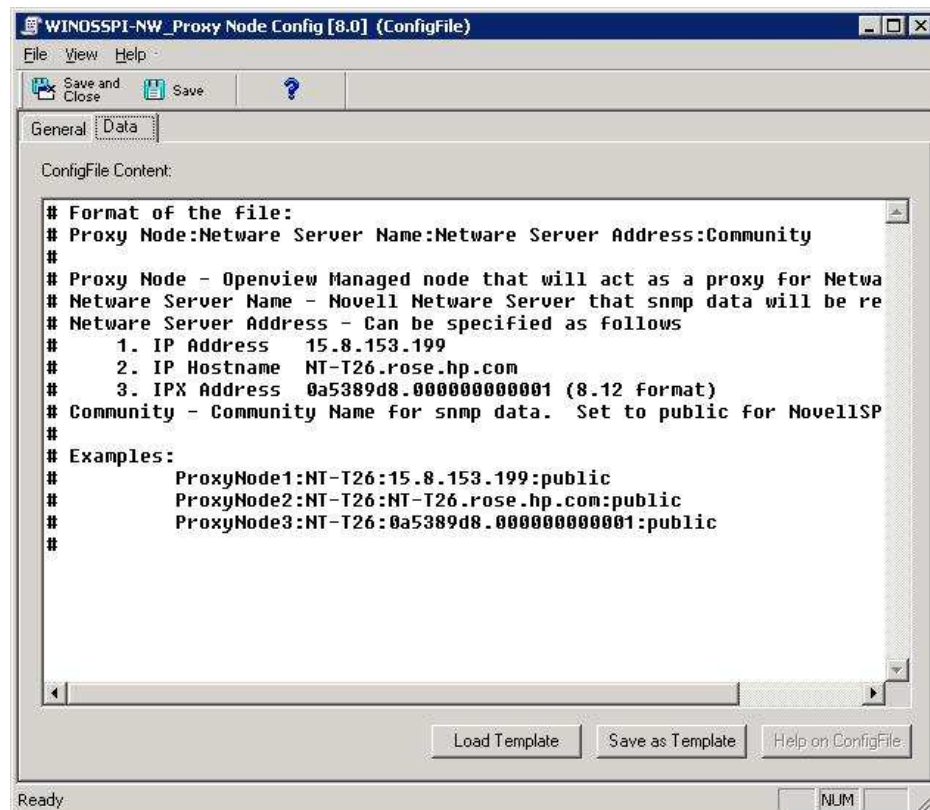 WINOSSPI-NW_Proxy Node Config [8.0] (ConfigFile)
File View Help
Save and Close Save
General Data
ConfigFile Content:
# Format of the file:
# Proxy Node:Netware Server Name:Netware Server Address:Community
#
# Proxy Node - Openview Managed node that will act as a proxy for Netwa
# Netware Server Name - Novell Netware Server that snmp data will be re
# Netware Server Address - Can be specified as follows
# 1. IP Address 15.8.153.199
# 2. IP Hostname NT-T26.rose.hp.com
# 3. IPX Address 0a5389d8.000000000001 (8.12 format)
# Community - Community Name for snmp data. Set to public for NovellSP
#
# Examples:
# ProxyNode1:NT-T26:15.8.153.199:public
# ProxyNode2:NT-T26:NT-T26.rose.hp.com:public
# ProxyNode3:NT-T26:0a5389d8.000000000001:public
#
Load Template Save as Template Help on ConfigFile
Ready NUM